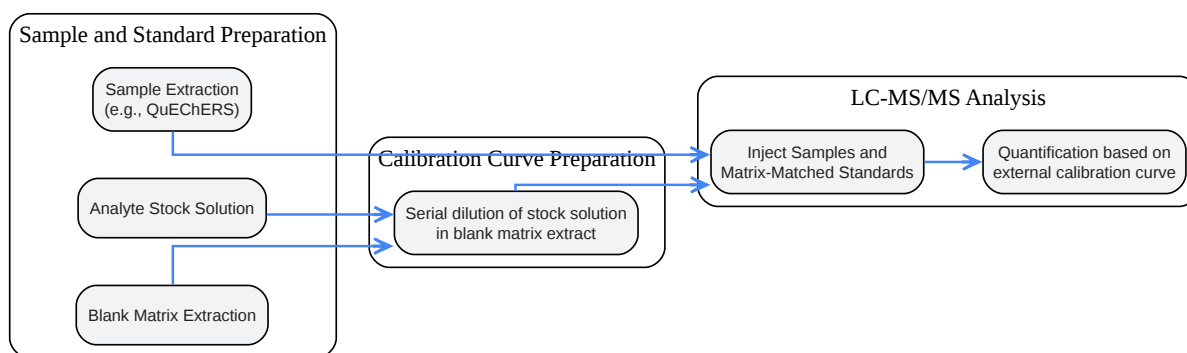 Sample and Standard Preparation
Sample Extraction
(e.g., QuEChERS)
Analyte Stock Solution
Blank Matrix Extraction
Calibration Curve Preparation
Serial dilution of stock solution
in blank matrix extract
LC-MS/MS Analysis
Inject Samples and
Matrix-Matched Standards
Quantification based on
external calibration curve